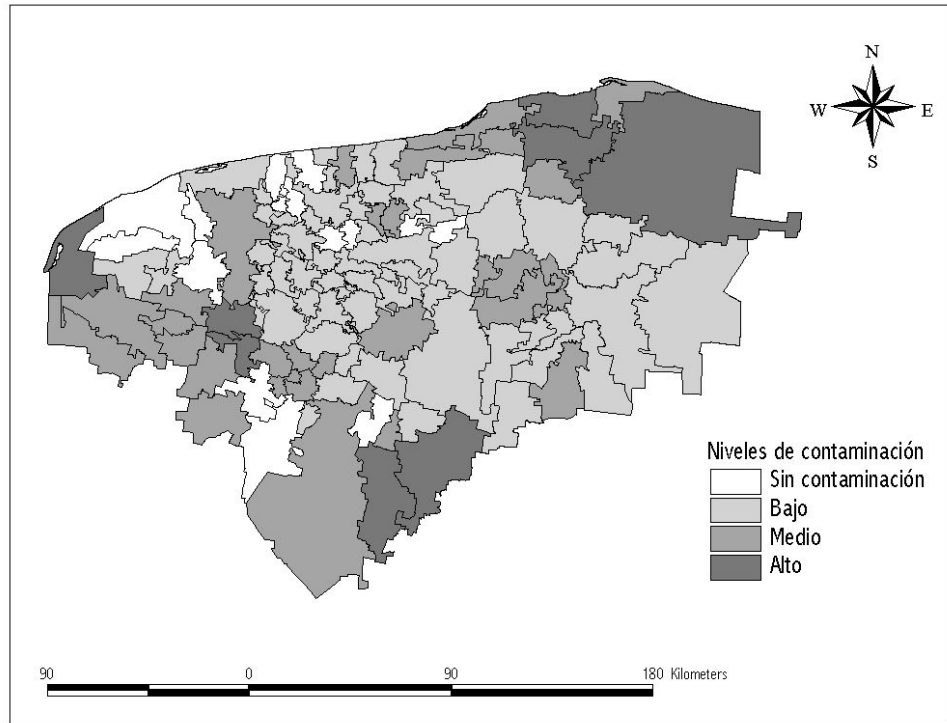 N
W E
S
Niveles de contaminación
Sin contaminación
Bajo
Medio
Alto
90 0 90 180 Kilometers